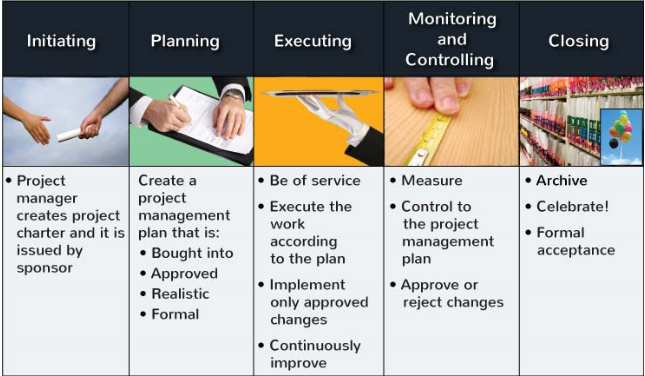 Initiating
Planning
Executing
Monitoring
and
Controlling
Closing
• Project
manager
creates project
charter and it is
issued by
sponsor
Create a
project
management
plan that is:
• Bought into
• Approved
• Realistic
• Formal
• Be of service
• Execute the
work
according
to the plan
• Implement
only approved
changes
• Continuously
improve
• Measure
• Control to
the project
management
plan
• Approve or
reject changes
• Archive
• Celebrate!
• Formal
acceptance